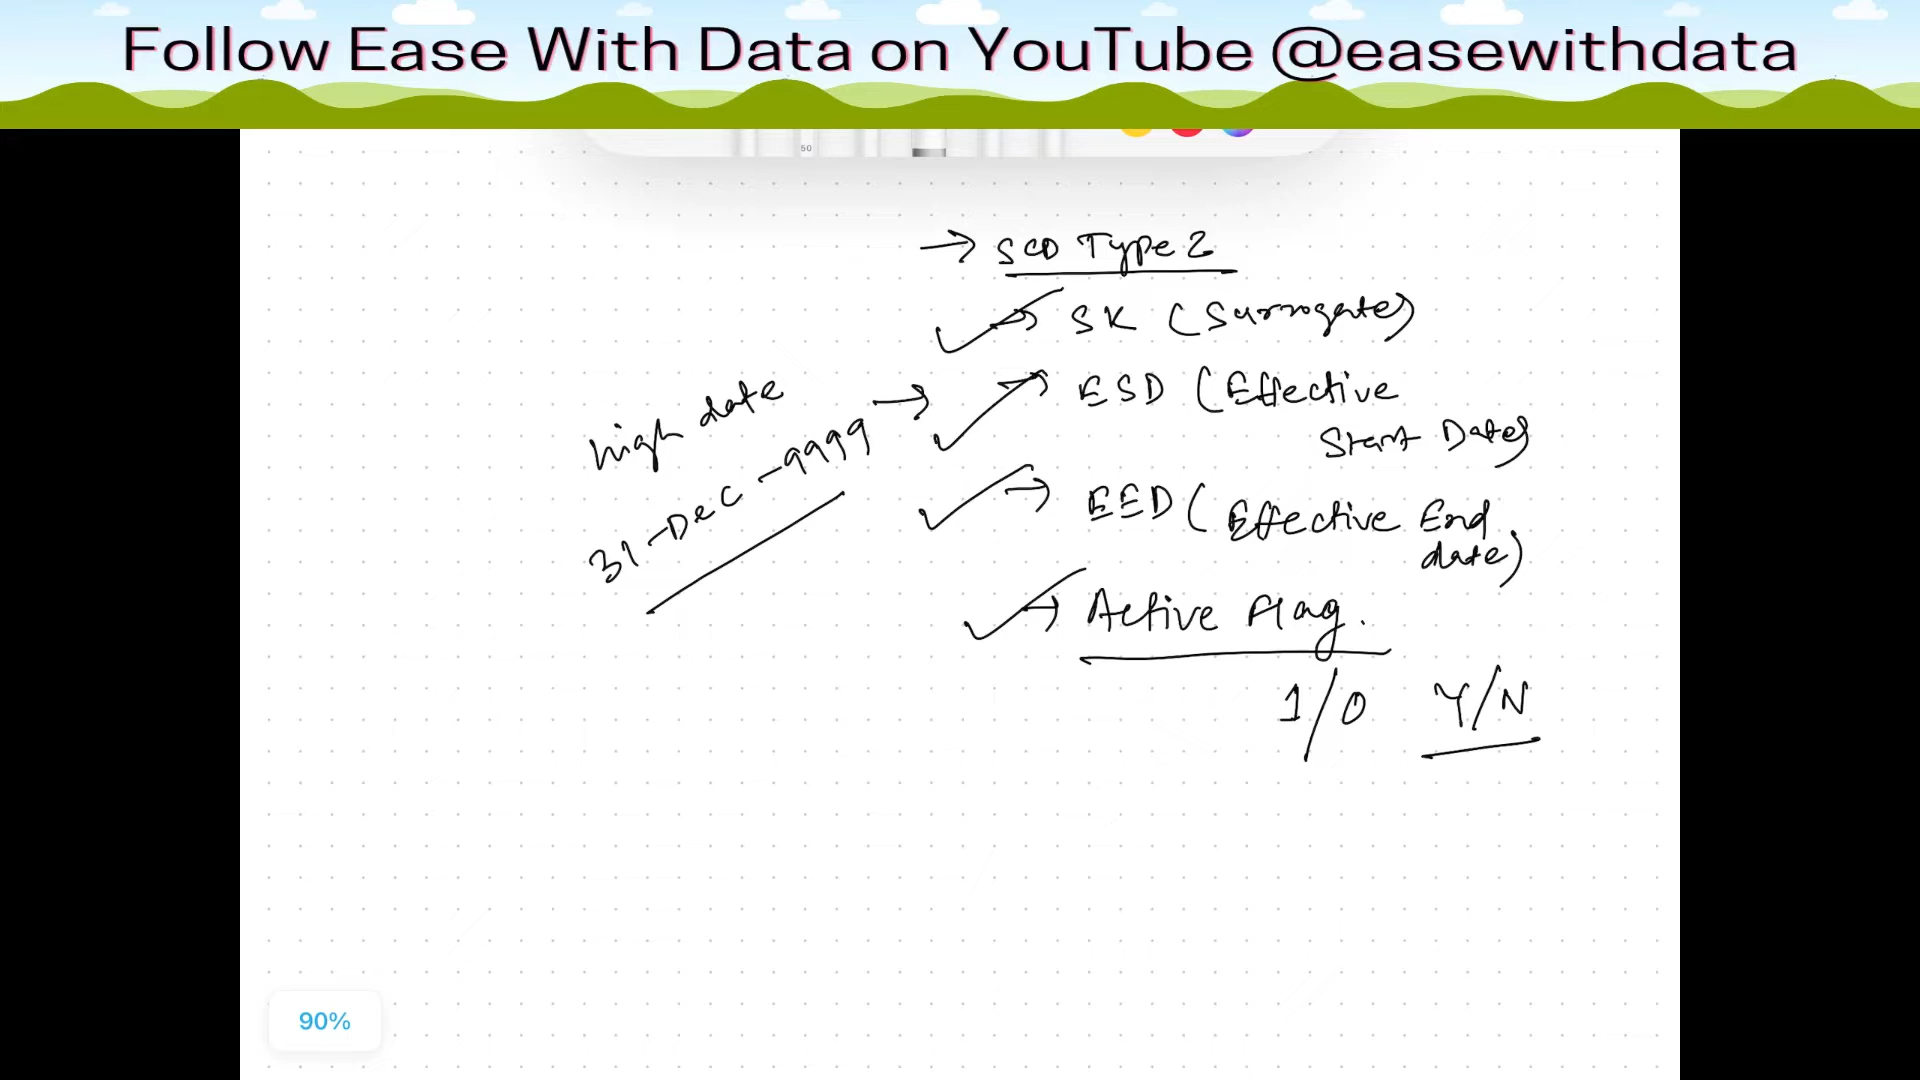 Follow Ease With Data on YouTube @easewithdata
50
→ SCD Type 2
→ SK (Surrogate)
high date
31-Dec-9999 →
→ ESD (Effective
Start Date)
→ EED (Effective End
date)
→ Active Flag.
1/0 Y/N
90%